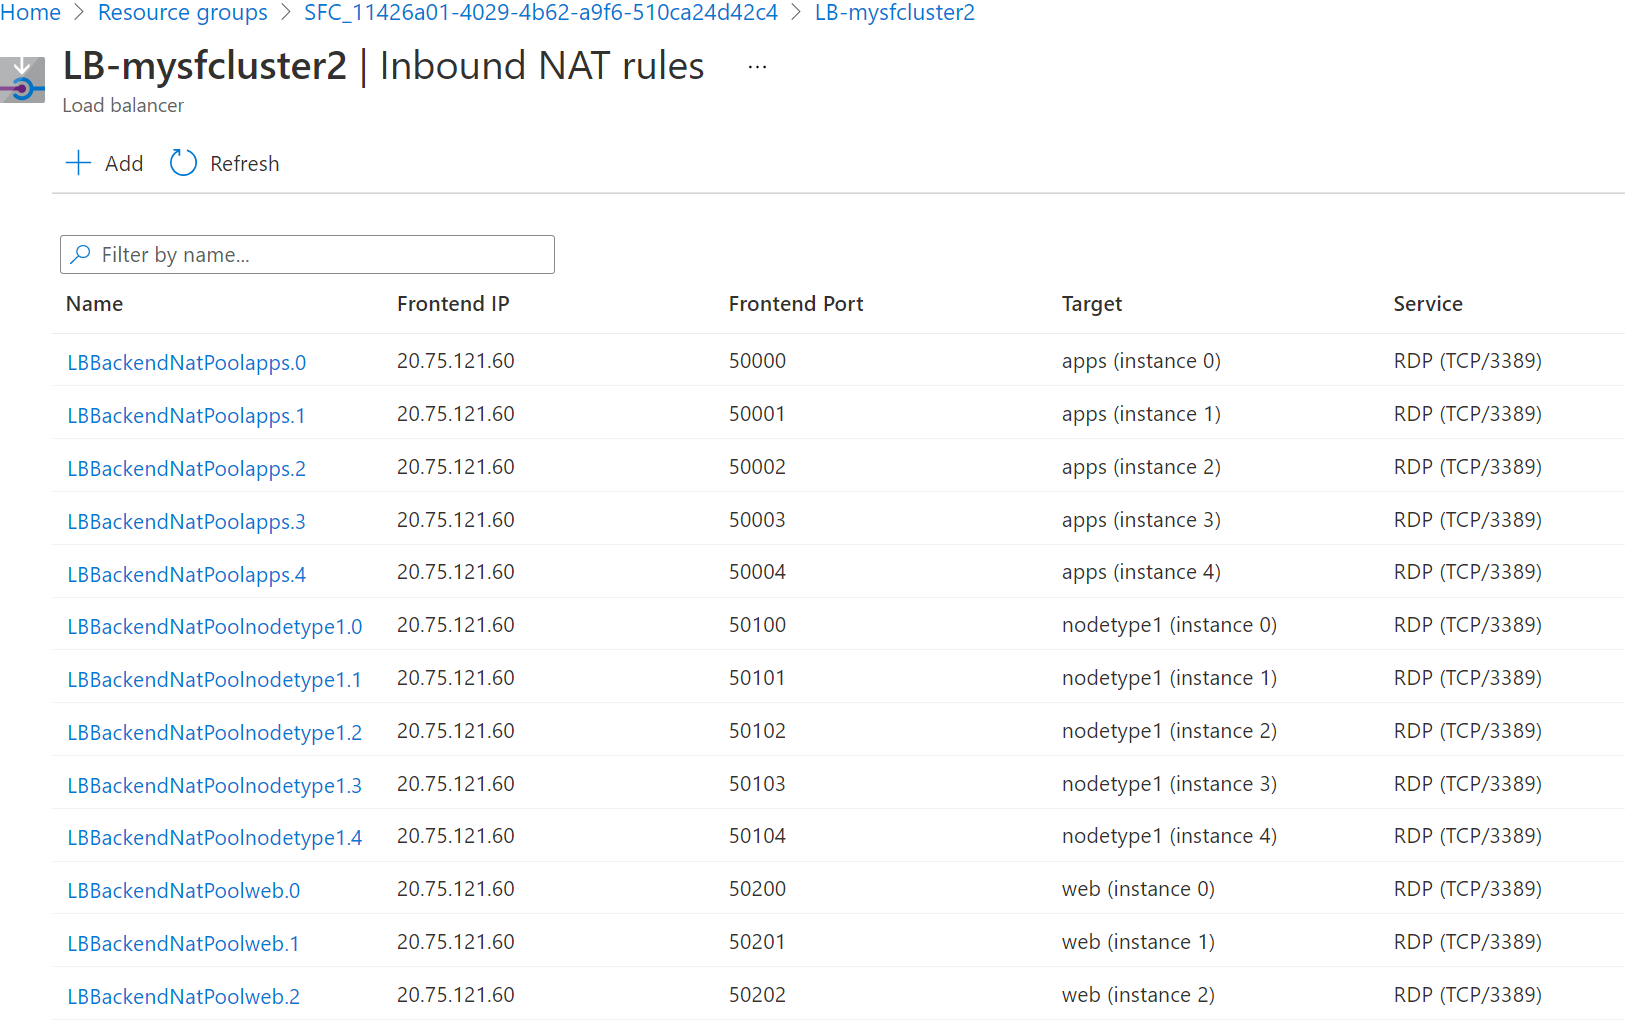 Home > Resource groups > SFC_11426a01-4029-4b62-a9f6-510ca24d42c4 > LB-mysfcluster2
LB-mysfcluster2 | Inbound NAT rules ...
Load balancer
+ Add Refresh
Filter by name...
Name Frontend IP Frontend Port Target Service
LBBackendNatPoolapps.0 20.75.121.60 50000 apps (instance 0) RDP (TCP/3389)
LBBackendNatPoolapps.1 20.75.121.60 50001 apps (instance 1) RDP (TCP/3389)
LBBackendNatPoolapps.2 20.75.121.60 50002 apps (instance 2) RDP (TCP/3389)
LBBackendNatPoolapps.3 20.75.121.60 50003 apps (instance 3) RDP (TCP/3389)
LBBackendNatPoolapps.4 20.75.121.60 50004 apps (instance 4) RDP (TCP/3389)
LBBackendNatPoolnodetype1.0 20.75.121.60 50100 nodetype1 (instance 0) RDP (TCP/3389)
LBBackendNatPoolnodetype1.1 20.75.121.60 50101 nodetype1 (instance 1) RDP (TCP/3389)
LBBackendNatPoolnodetype1.2 20.75.121.60 50102 nodetype1 (instance 2) RDP (TCP/3389)
LBBackendNatPoolnodetype1.3 20.75.121.60 50103 nodetype1 (instance 3) RDP (TCP/3389)
LBBackendNatPoolnodetype1.4 20.75.121.60 50104 nodetype1 (instance 4) RDP (TCP/3389)
LBBackendNatPoolweb.0 20.75.121.60 50200 web (instance 0) RDP (TCP/3389)
LBBackendNatPoolweb.1 20.75.121.60 50201 web (instance 1) RDP (TCP/3389)
LBBackendNatPoolweb.2 20.75.121.60 50202 web (instance 2) RDP (TCP/3389)